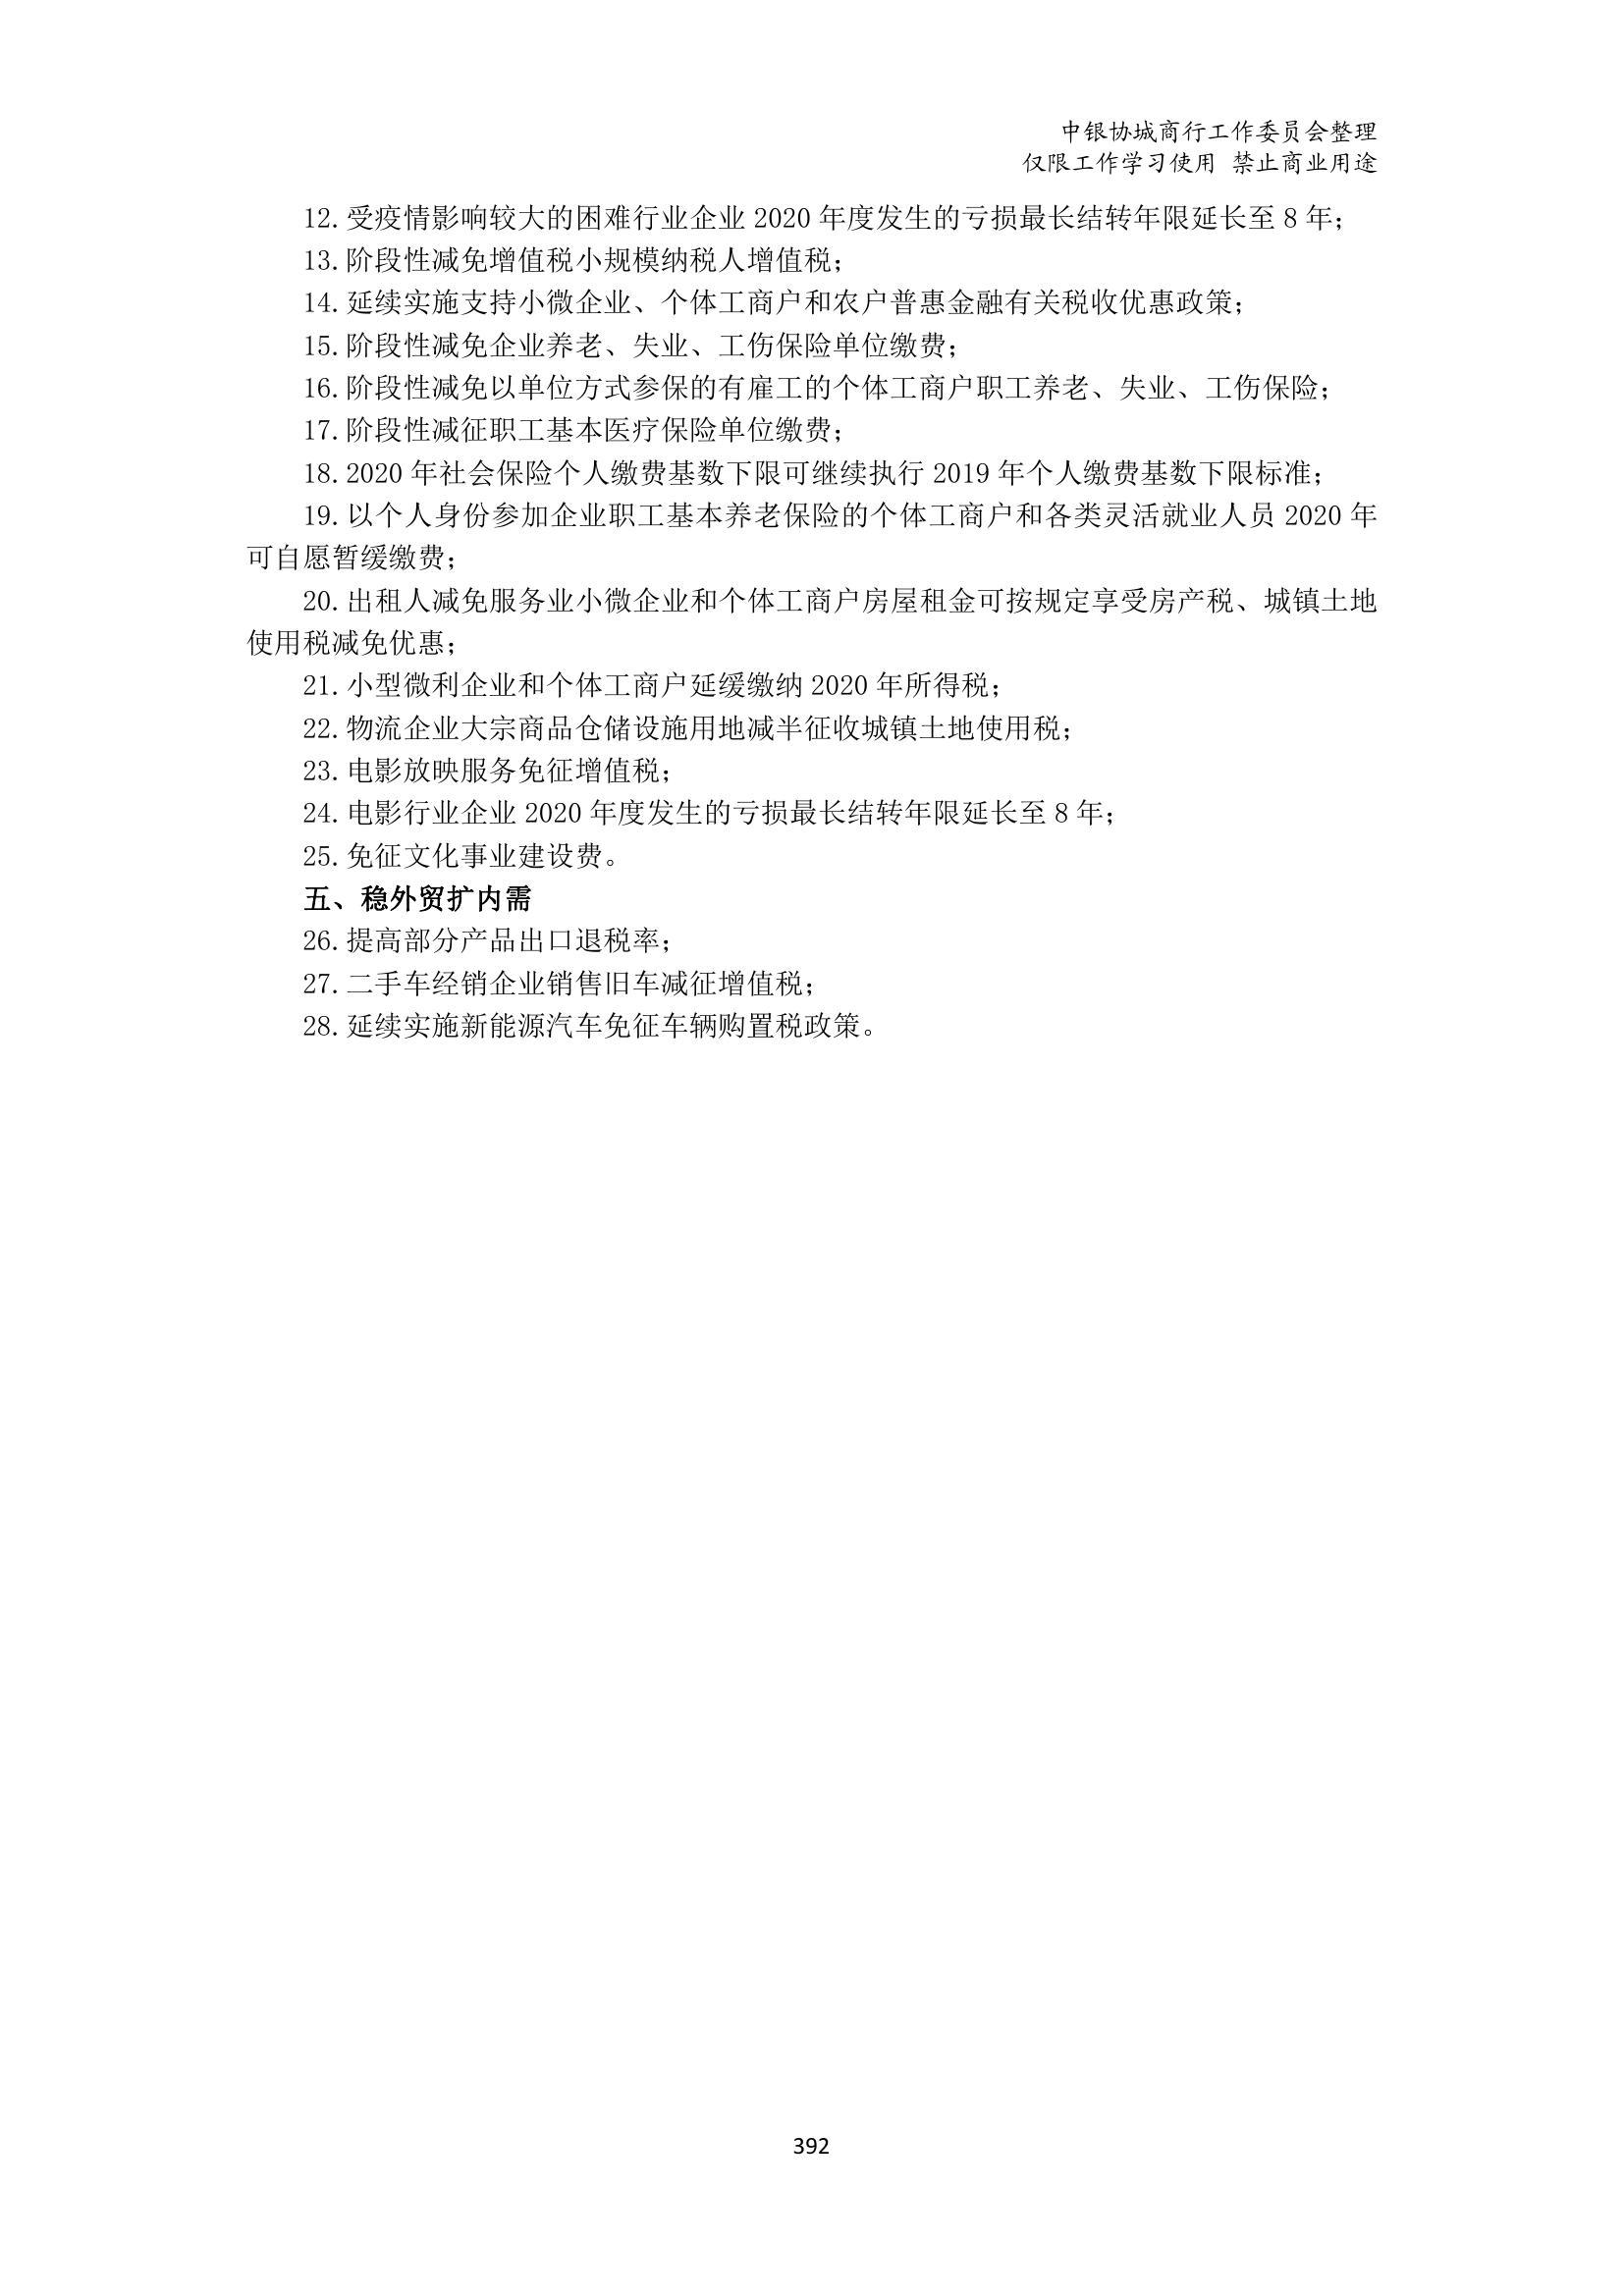 中银协城商行工作委员会整理
仅限工作学习使用 禁止商业用途
12.受疫情影响较大的困难行业企业 2020 年度发生的亏损最长结转年限延长至 8 年；
13.阶段性减免增值税小规模纳税人增值税；
14.延续实施支持小微企业、个体工商户和农户普惠金融有关税收优惠政策；
15.阶段性减免企业养老、失业、工伤保险单位缴费；
16.阶段性减免以单位方式参保的有雇工的个体工商户职工养老、失业、工伤保险；
17.阶段性减征职工基本医疗保险单位缴费；
18.2020 年社会保险个人缴费基数下限可继续执行 2019 年个人缴费基数下限标准；
19.以个人身份参加企业职工基本养老保险的个体工商户和各类灵活就业人员 2020 年
可自愿暂缓缴费；
20.出租人减免服务业小微企业和个体工商户房屋租金可按规定享受房产税、城镇土地
使用税减免优惠；
21.小型微利企业和个体工商户延缓缴纳 2020 年所得税；
22.物流企业大宗商品仓储设施用地减半征收城镇土地使用税；
23.电影放映服务免征增值税；
24.电影行业企业 2020 年度发生的亏损最长结转年限延长至 8 年；
25.免征文化事业建设费。
五、稳外贸扩内需
26.提高部分产品出口退税率；
27.二手车经销企业销售旧车减征增值税；
28.延续实施新能源汽车免征车辆购置税政策。
392